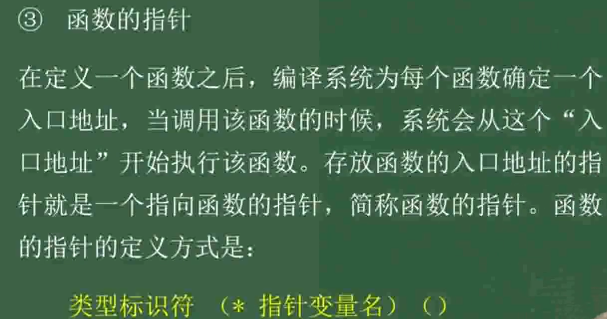 ③ 函数的指针
在定义一个函数之后，编译系统为每个函数确定一个
入口地址，当调用该函数的时候，系统会从这个“入
口地址”开始执行该函数。存放函数的入口地址的指
针就是一个指向函数的指针，简称函数的指针。函数
的指针的定义方式是：
类型标识符 （* 指针变量名）（）